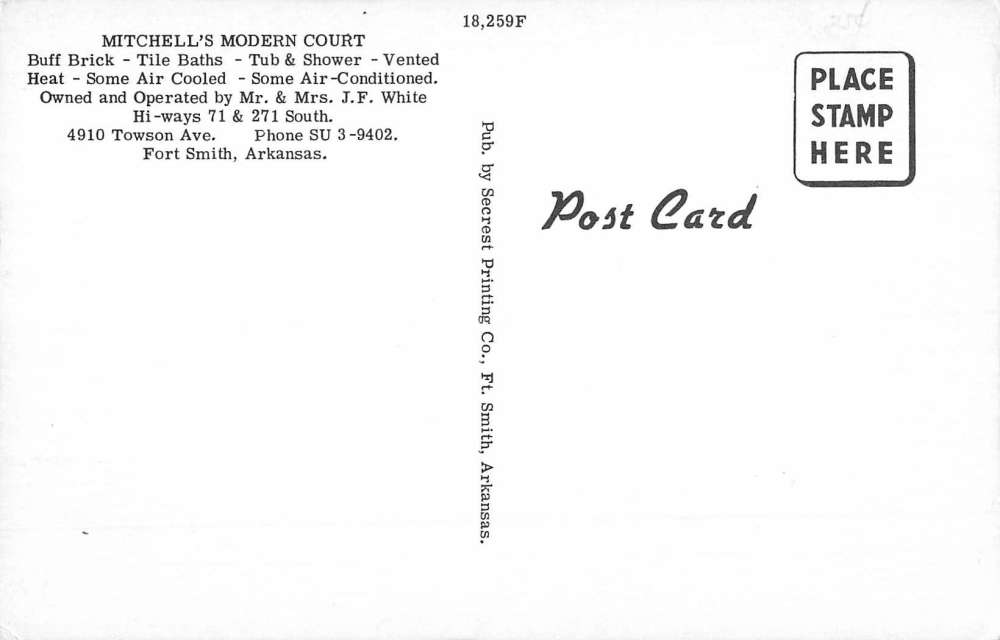 18,259F
MITCHELL'S MODERN COURT
Buff Brick - Tile Baths - Tub & Shower - Vented
Heat - Some Air Cooled - Some Air-Conditioned.
Owned and Operated by Mr. & Mrs. J.F. White
Hi-ways 71 & 271 South.
4910 Towson Ave. Phone SU 3-9402.
Fort Smith, Arkansas.
Pub. by Secrest Printing Co., Ft. Smith, Arkansas.
Post Card
PLACE
STAMP
HERE